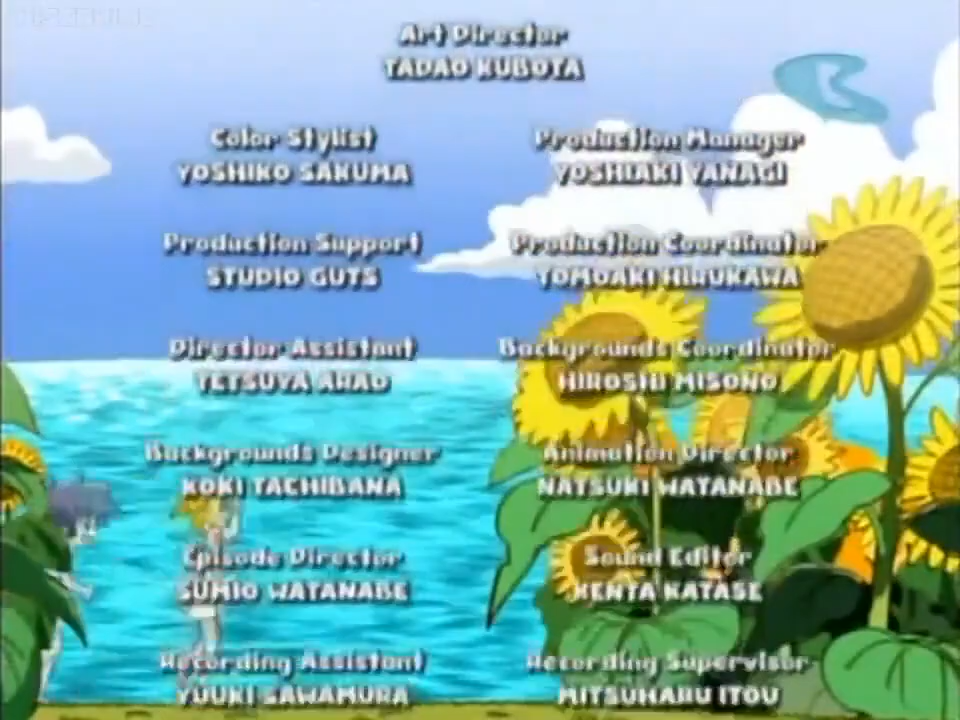 Art Director
TADAO KUBOTA
Color Stylist
YOSHIKO SAKUMA
Production Manager
YOSHIAKI YANAGI
Production Support
STUDIO GUTS
Production Coordinator
TOMOAKI HIRUKAWA
Director Assistant
TETSUYA ARAO
Backgrounds Coordinator
HIROSHI MISONO
Backgrounds Designer
KOKI TACHIBANA
Animation Director
NATSUKI WATANABE
Episode Director
SUMIO WATANABE
Sound Editor
KENTA KATASE
Recording Assistant
YUUKI SAWAMURA
Recording Supervisor
MITSUHARU ITOU